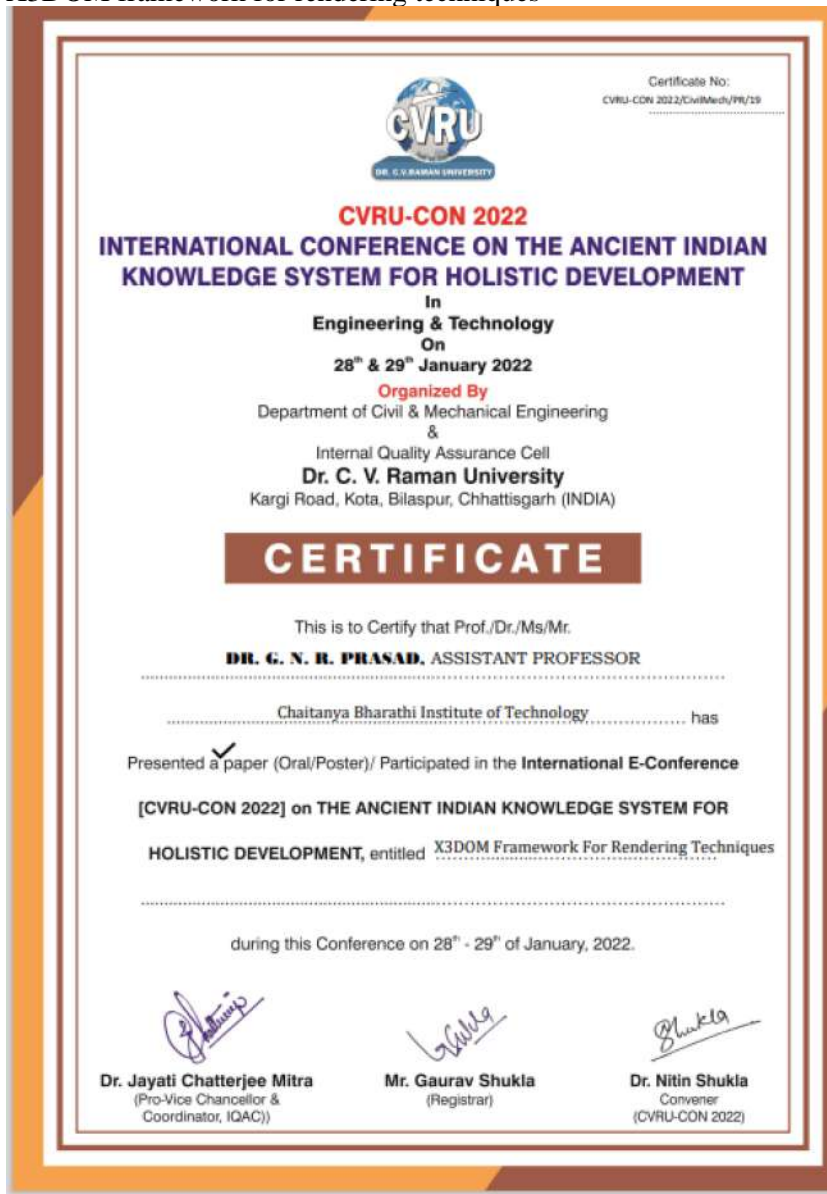 X3DOM framework for rendering techniques
Certificate No:
CVRU-CON 2022/CivilMech/PR/19
CVRU
DR. C.V.RAMAN UNIVERSITY
CVRU-CON 2022
INTERNATIONAL CONFERENCE ON THE ANCIENT INDIAN
KNOWLEDGE SYSTEM FOR HOLISTIC DEVELOPMENT
In
Engineering & Technology
On
28th & 29th January 2022
Organized By
Department of Civil & Mechanical Engineering
&
Internal Quality Assurance Cell
Dr. C. V. Raman University
Kargi Road, Kota, Bilaspur, Chhattisgarh (INDIA)
CERTIFICATE
This is to Certify that Prof./Dr./Ms/Mr.
DR. G. N. R. PRASAD, ASSISTANT PROFESSOR
Chaitanya Bharathi Institute of Technology has
Presented a paper (Oral/Poster)/ Participated in the International E-Conference
[CVRU-CON 2022] on THE ANCIENT INDIAN KNOWLEDGE SYSTEM FOR
HOLISTIC DEVELOPMENT, entitled X3DOM Framework For Rendering Techniques
during this Conference on 28th - 29th of January, 2022.
Shukla
Dr. Jayati Chatterjee Mitra
(Pro-Vice Chancellor &
Coordinator, IQAC))
Mr. Gaurav Shukla
(Registrar)
Dr. Nitin Shukla
Convener
(CVRU-CON 2022)